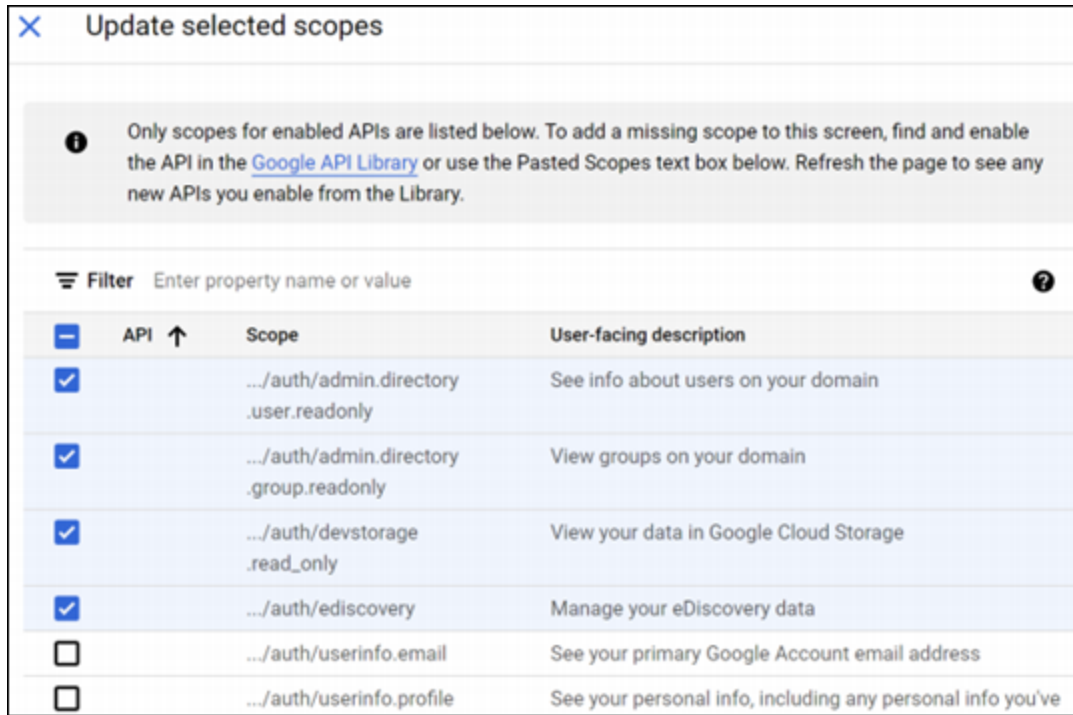 Update selected scopes
Only scopes for enabled APIs are listed below. To add a missing scope to this screen, find and enable
the API in the Google API Library or use the Pasted Scopes text box below. Refresh the page to see any
new APIs you enable from the Library.
Filter Enter property name or value
API Scope User-facing description
.../auth/admin.directory See info about users on your domain
.user.readonly
.../auth/admin.directory View groups on your domain
.group.readonly
.../auth/devstorage View your data in Google Cloud Storage
.read_only
.../auth/ediscovery Manage your eDiscovery data
.../auth/userinfo.email See your primary Google Account email address
.../auth/userinfo.profile See your personal info, including any personal info you've